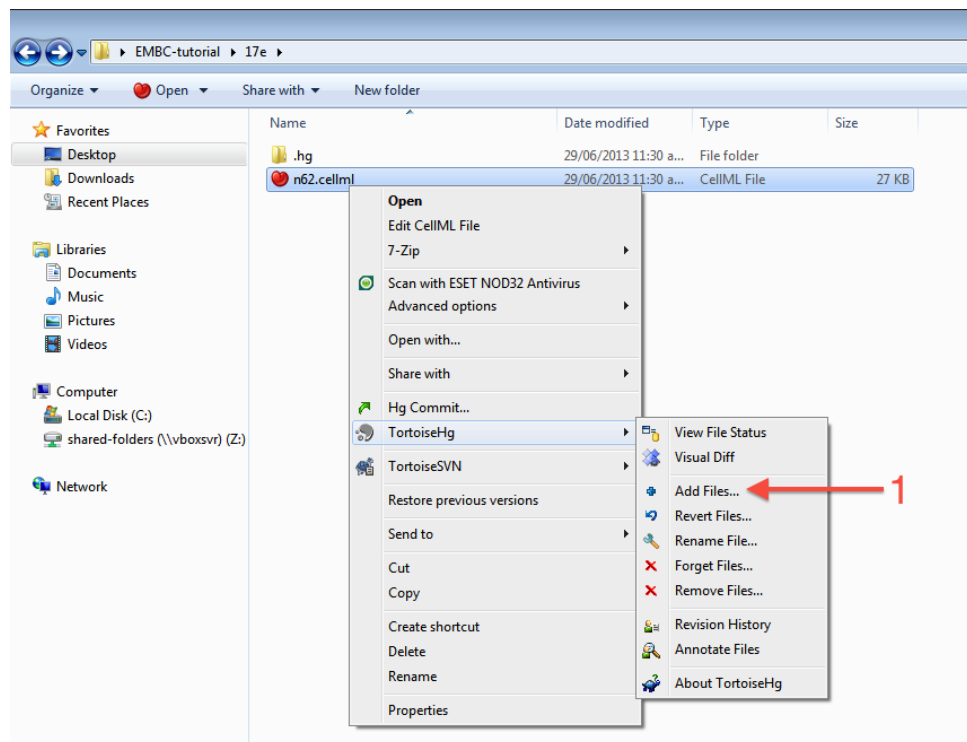 EMBC-tutorial 17e
Organize Open Share with New folder
Name Date modified Type Size
Favorites
Desktop
Downloads
Recent Places
Libraries
Documents
Music
Pictures
Videos
Computer
Local Disk (C:)
shared-folders (\\vboxsvr) (Z:)
Network
.hg 29/06/2013 11:30 a... File folder
n62.cellml 29/06/2013 11:30 a... CellML File 27 KB
Open
Edit CellML File
7-Zip
Scan with ESET NOD32 Antivirus
Advanced options
Open with...
Share with
Hg Commit...
TortoiseHg
TortoiseSVN
Restore previous versions
Send to
Cut
Copy
Create shortcut
Delete
Rename
Properties
View File Status
Visual Diff
Add Files... 1
Revert Files...
Rename File...
Forget Files...
Remove Files...
Revision History
Annotate Files
About TortoiseHg